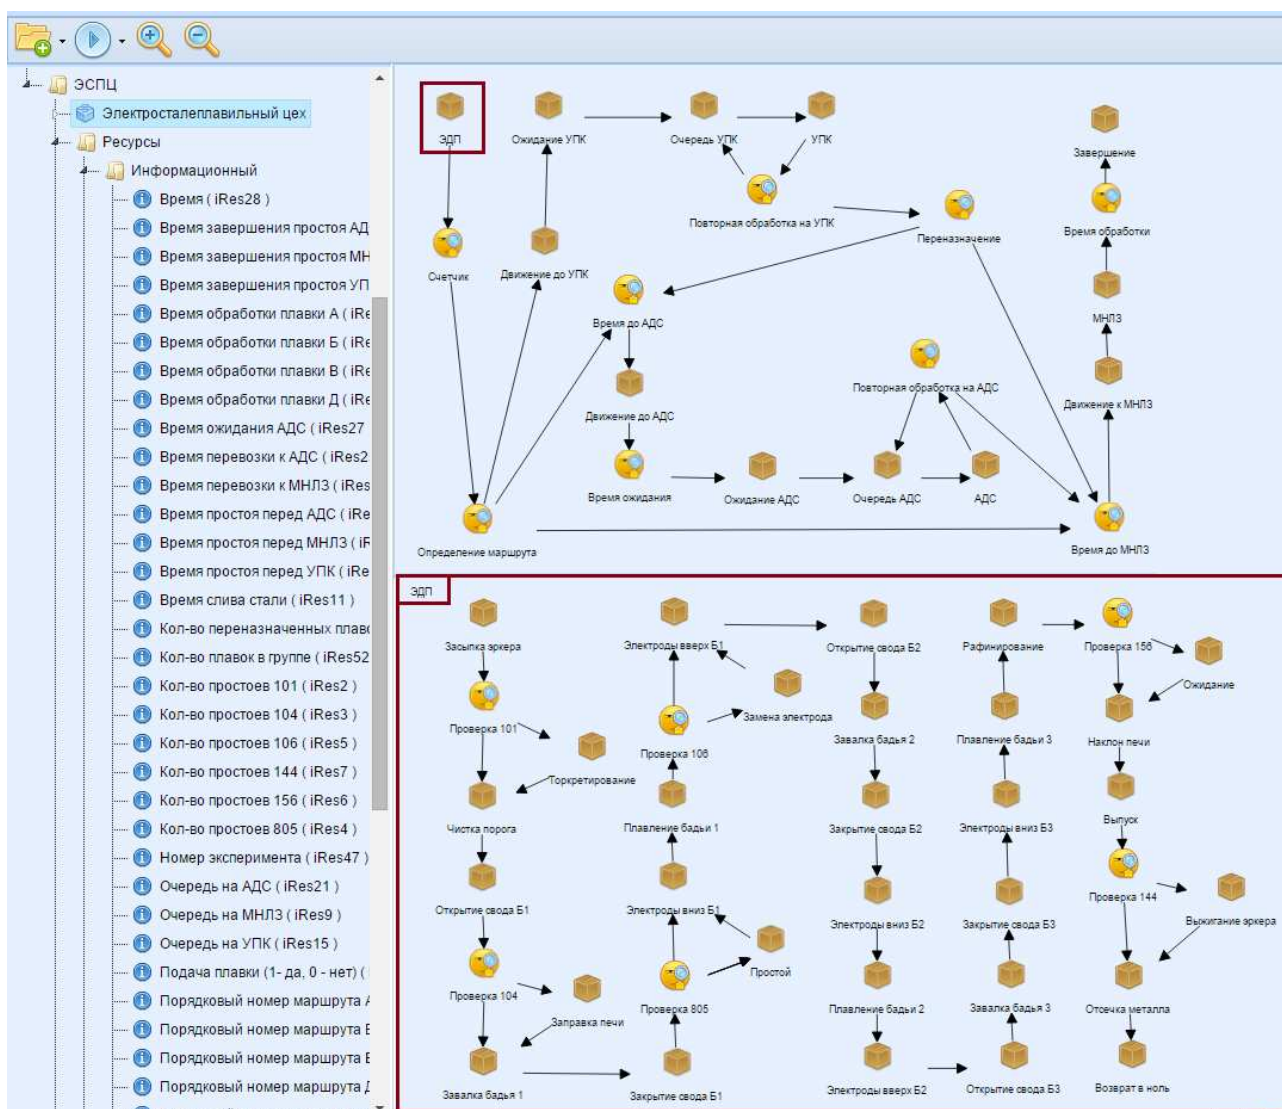 ЭСПЦ
Электросталеплавильный цех
Ресурсы
Информационный
Время ( iRes28 )
Время завершения простоя АД
Время завершения простоя МН
Время завершения простоя УП
Время обработки плавки А ( iRe
Время обработки плавки Б ( iRe
Время обработки плавки В ( iRe
Время обработки плавки Д ( iRe
Время ожидания АДС ( iRes27
Время перевозки к АДС ( iRes2
Время перевозки к МНЛЗ ( iRes
Время простоя перед АДС ( iRe
Время простоя перед МНЛЗ ( iR
Время простоя перед УПК ( iRe
Время слива стали ( iRes11 )
Кол-во переназначенных плаво
Кол-во плавок в группе ( iRes52
Кол-во простоев 101 ( iRes2 )
Кол-во простоев 104 ( iRes3 )
Кол-во простоев 106 ( iRes5 )
Кол-во простоев 144 ( iRes7 )
Кол-во простоев 156 ( iRes6 )
Кол-во простоев 805 ( iRes4 )
Номер эксперимента ( iRes47 )
Очередь на АДС ( iRes21 )
Очередь на МНЛЗ ( iRes9 )
Очередь на УПК ( iRes15 )
Подача плавки (1- да, 0 - нет) (
Порядковый номер маршрута А
Порядковый номер маршрута Б
Порядковый номер маршрута В
Порядковый номер маршрута Д
ЭДП
Ожидание УПК
Очередь УПК
УПК
Завершение
Повторная обработка на УПК
Переназначение
Время обработки
Счетчик
Движение до УПК
Время до АДС
МНЛЗ
Повторная обработка на АДС
Движение к МНЛЗ
Движение до АДС
Время ожидания
Ожидание АДС
Очередь АДС
АДС
Определение маршрута
Время до МНЛЗ
ЭДП
Засыпка эркера
Электроды вверх Б1
Открытие свода Б2
Рафинирование
Проверка 156
Ожидание
Проверка 101
Замена электрода
Проверка 106
Завалка бадья 2
Плавление бадьи 3
Наклон печи
Торкретирование
Чистка порога
Плавление бадьи 1
Закрытие свода Б2
Электроды вниз Б3
Выпуск
Открытие свода Б1
Электроды вниз Б1
Электроды вниз Б2
Закрытие свода Б3
Проверка 144
Выжигание эркера
Простой
Проверка 104
Заправка печи
Проверка 805
Плавление бадьи 2
Завалка бадья 3
Отсечка металла
Завалка бадья 1
Закрытие свода Б1
Электроды вверх Б2
Открытие свода Б3
Возврат в ноль